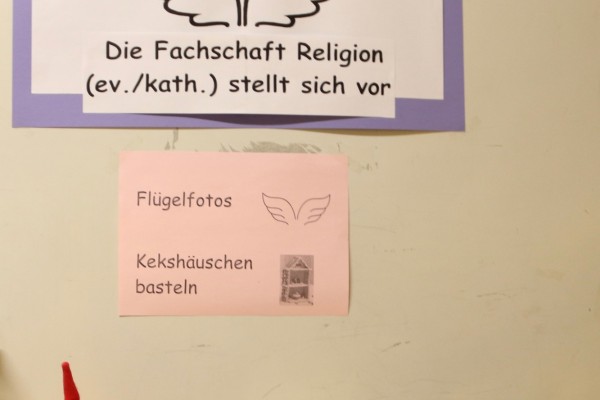 Die Fachschaft Religion
(ev./kath.) stellt sich vor
Flügelfotos
Kekshäuschen
basteln